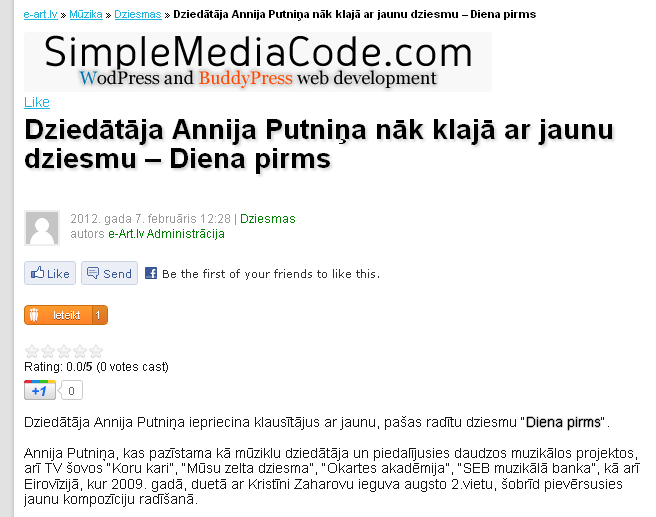 e-art.lv » Mūzika » Dziesmas » Dziedātāja Annija Putniņa nāk klajā ar jaunu dziesmu – Diena pirms
SimpleMediaCode.com
WodPress and BuddyPress web development
Like
Dziedātāja Annija Putniņa nāk klajā ar jaunu
dziesmu – Diena pirms
2012. gada 7. februāris 12:28 | Dziesmas
autors e-Art.lv Administrācija
Like Send Be the first of your friends to like this.
Ieteikt 1
Rating: 0.0/5 (0 votes cast)
+1 0
Dziedātāja Annija Putniņa iepriecina klausītājus ar jaunu, pašas radītu dziesmu "Diena pirms".
Annija Putniņa, kas pazīstama kā mūziklu dziedātāja un piedalījusies daudzos muzikālos projektos,
arī TV šovos "Koru kari", "Mūsu zelta dziesma", "Okartes akadēmija", "SEB muzikālā banka", kā arī
Eirovīzijā, kur 2009. gadā, duetā ar Kristīni Zaharovu ieguva augsto 2.vietu, šobrīd pievērsusies
jaunu kompozīciju radīšanā.